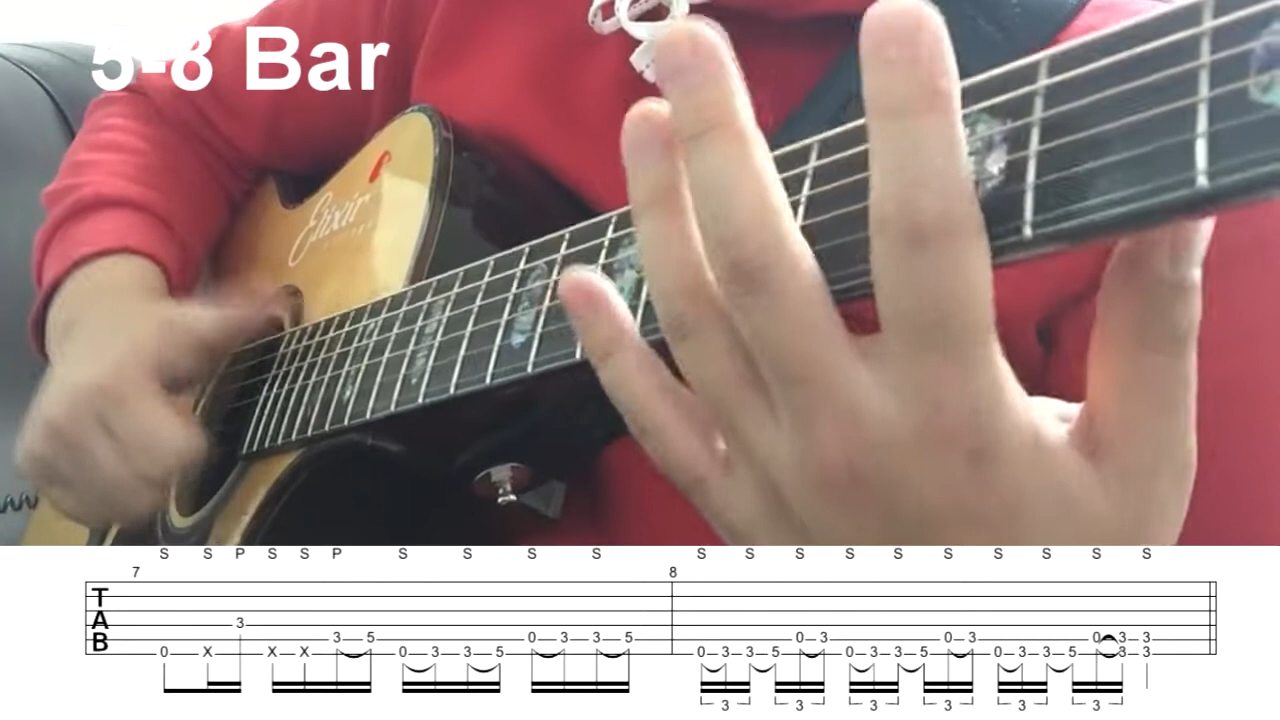 5-8 Bar
Elixir
S S P S S P S S S S S S S S S S S S S S
7 8
T
A
B
3
3 5 0 3 3 5 0 3 0 3 0 3 3
0 X X X 0 3 3 5 0 3 3 5 0 3 3 5 0 3 3 5 3 3
3 3 3 3 3 3